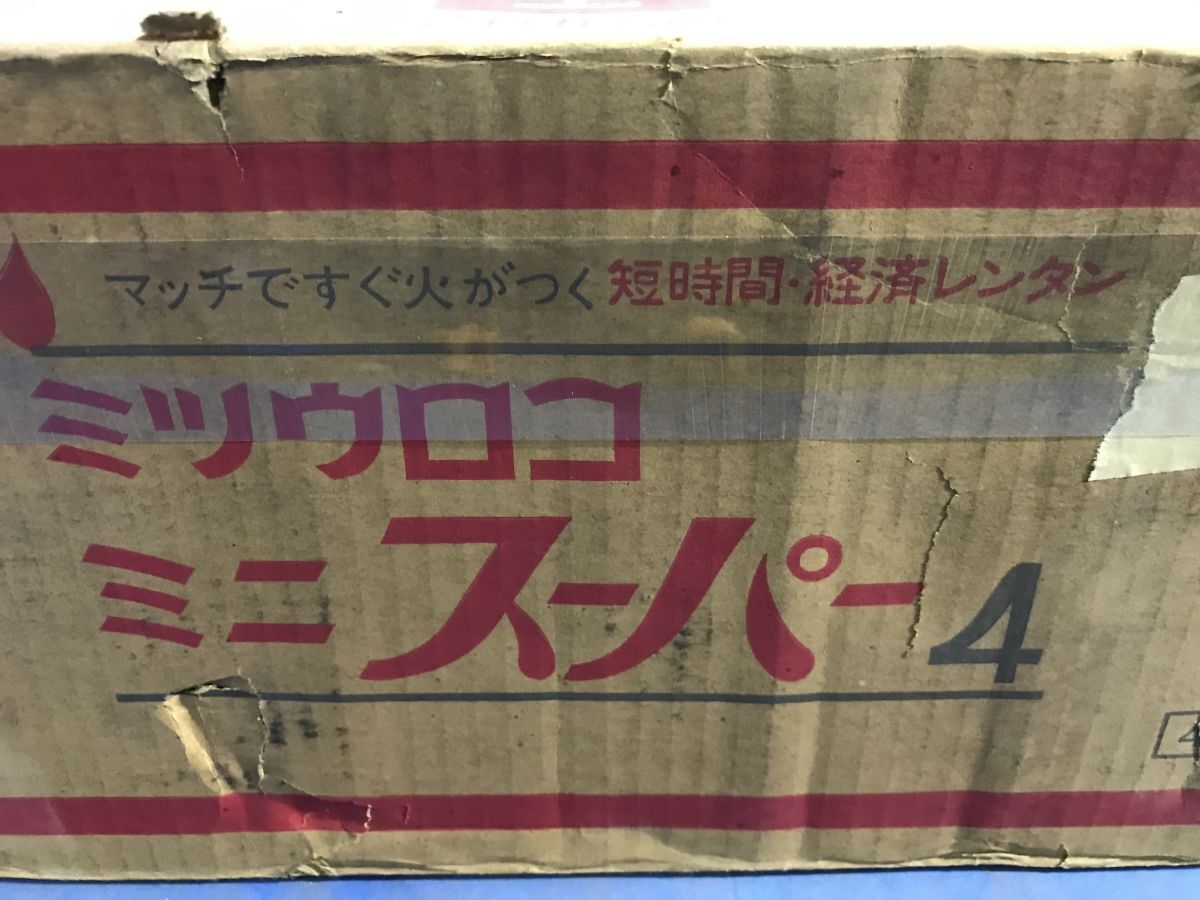 マッチですぐ火がつく 短時間・経済レンタン
ミツウロコ
ミニスーパー4
4